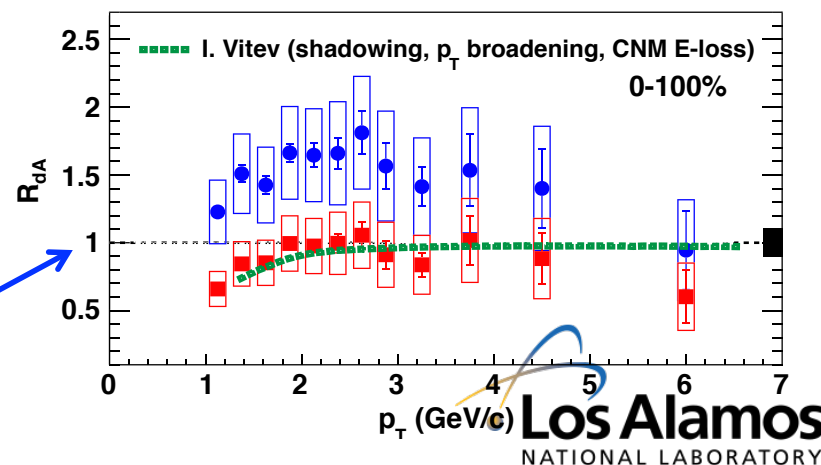 2.5
I. Vitev (shadowing, pT broadening, CNM E-loss)
0-100%
2
1.5
RdA
1
0.5
0 1 2 3 4 5 6 7
pT (GeV/c)
Los Alamos
NATIONAL LABORATORY